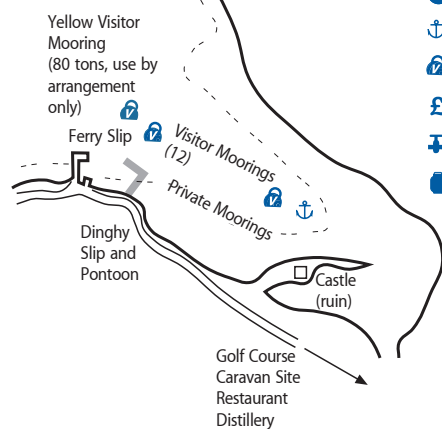 Yellow Visitor
Mooring
(80 tons, use by
arrangement
only)
V
Ferry Slip
V
Visitor Moorings
(12)
Private Moorings
V
Dinghy
Slip and
Pontoon
Castle
(ruin)
Golf Course
Caravan Site
Restaurant
Distillery
V
£